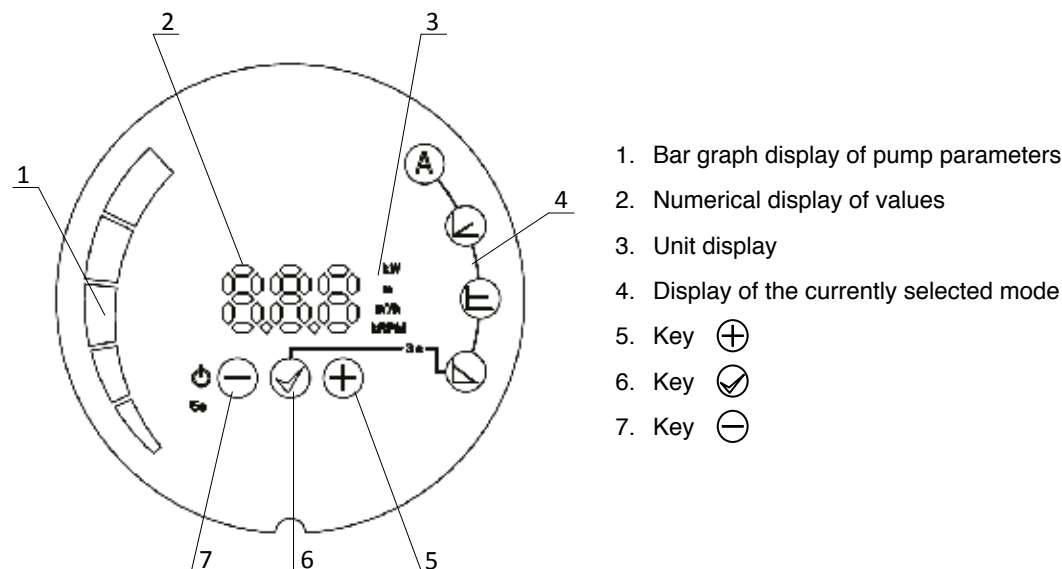 2
3
A
1
1. Bar graph display of pump parameters
2. Numerical display of values
4
3. Unit display
kW
m
m³/h
kRPM
4. Display of the currently selected mode
3s
5. Key
5s
6. Key
7. Key
7
6
5